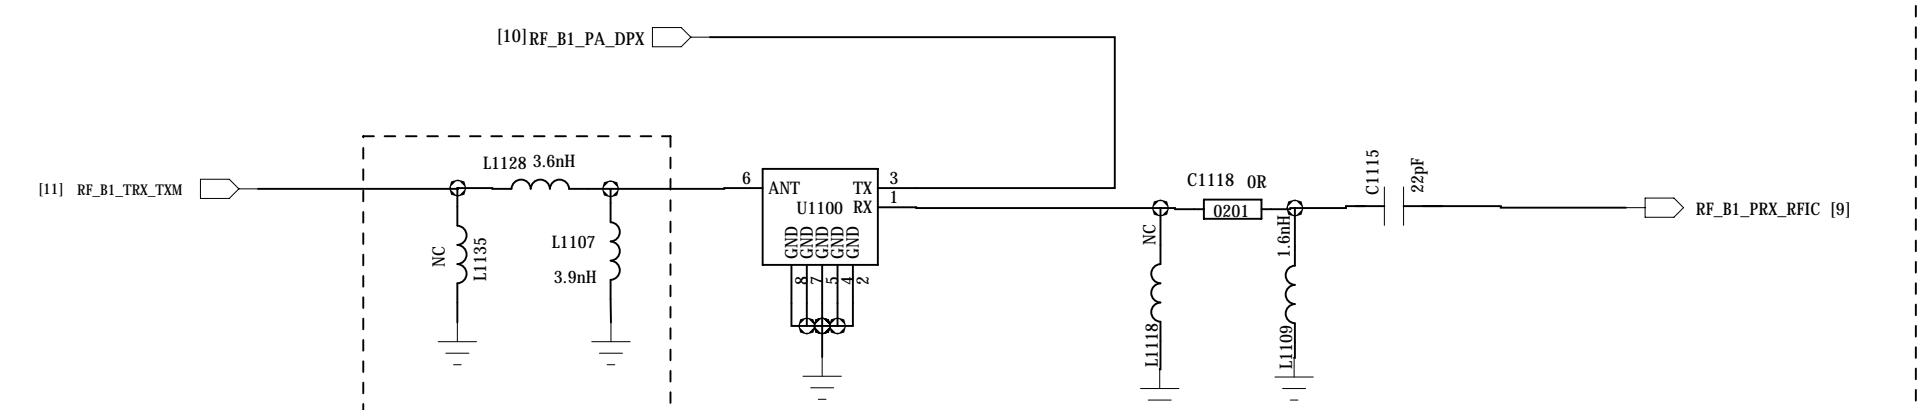 [10] RF_B1_PA_DPX
[11] RF_B1_TRX_TXM
L1128 3.6nH
NC
L1135
L1107
3.9nH
6
ANT
TX
3
U1100
RX
1
GND
GND
GND
GND
GND
8
7
5
4
2
C1118 0R
0201
NC
L1118
1.6nH
L1109
C1115
22pF
RF_B1_PRX_RFIC [9]